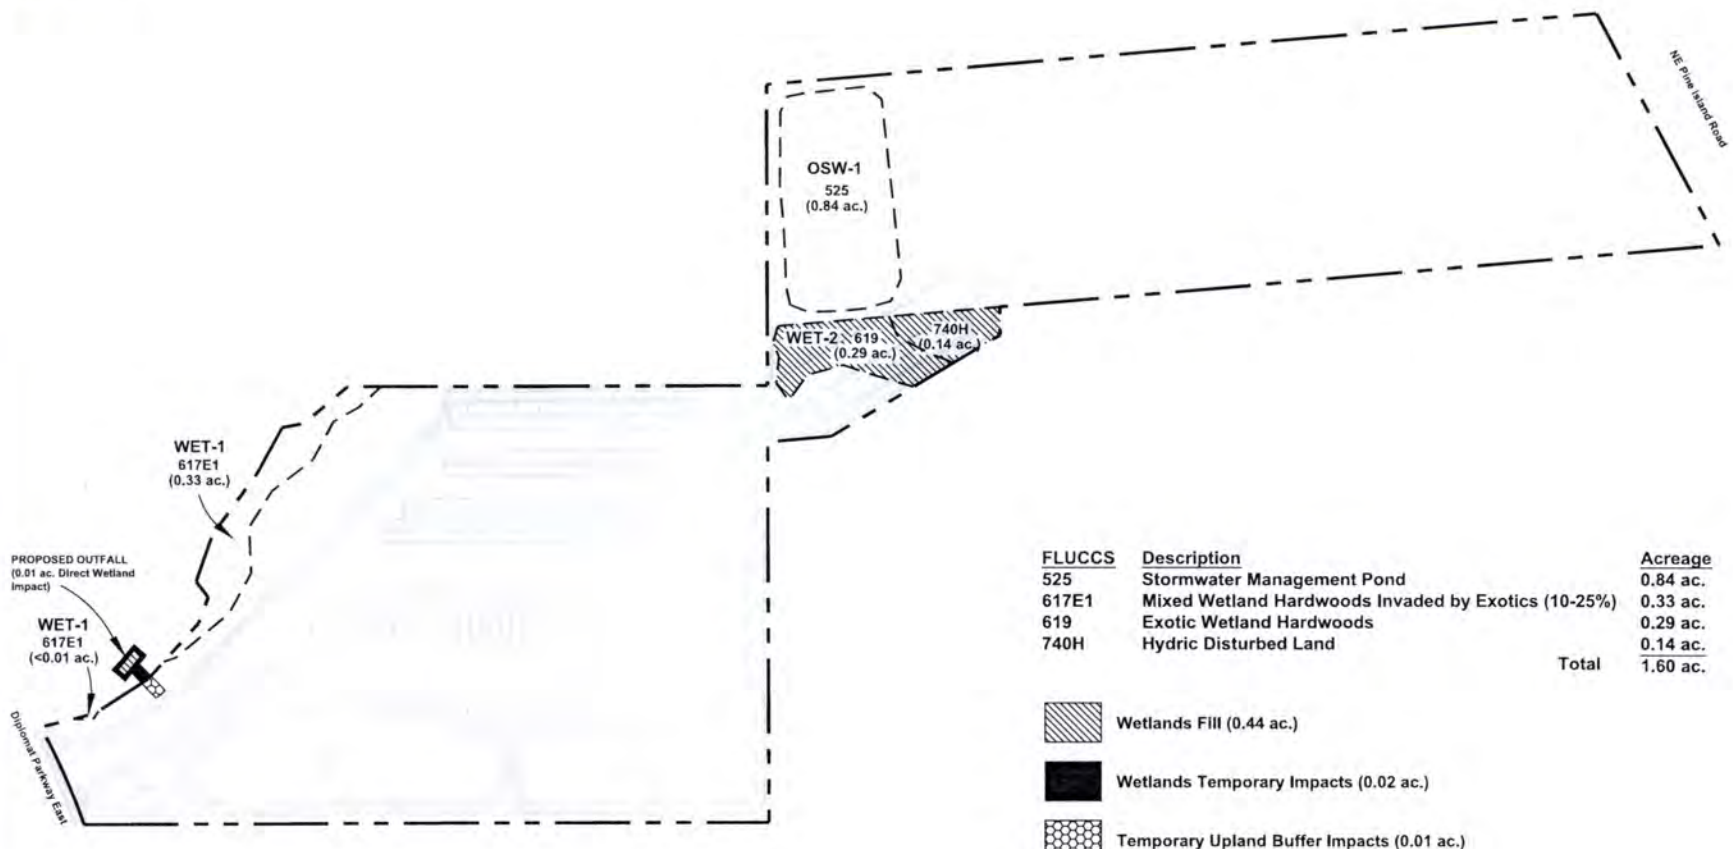 NE Pine Island Road
OSW-1
525
(0.84 ac.)
WET-2
619
(0.29 ac.)
740H
(0.14 ac.)
WET-1
617E1
(0.33 ac.)
PROPOSED OUTFALL
(0.01 ac. Direct Wetland
Impact)
WET-1
617E1
(<0.01 ac.)
Diplomat Parkway East
FLUCCS Description Acreage
525 Stormwater Management Pond 0.84 ac.
617E1 Mixed Wetland Hardwoods Invaded by Exotics (10-25%) 0.33 ac.
619 Exotic Wetland Hardwoods 0.29 ac.
740H Hydric Disturbed Land 0.14 ac.
Total 1.60 ac.
Wetlands Fill (0.44 ac.)
Wetlands Temporary Impacts (0.02 ac.)
Temporary Upland Buffer Impacts (0.01 ac.)